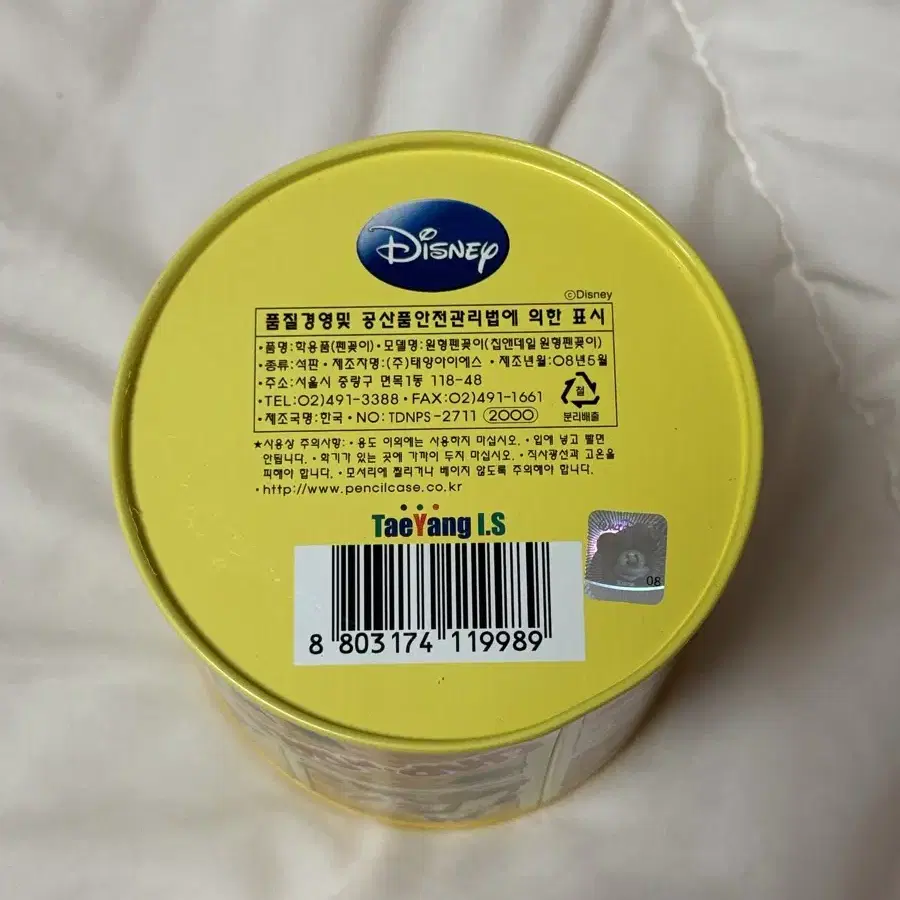 Disney
©Disney
품질경영및 공산품안전관리법에 의한 표시
•품명:학용품(펜꽂이) •모델명:원형펜꽂이(칩앤데일 원형펜꽂이)
•종류:석판 •제조자명:(주)태양아이에스 •제조년월:08년5월
•주소:서울시 중랑구 면목1동 118-48
•TEL:02)491-3388 •FAX:02)491-1661
•제조국명:한국 •NO: TDNPS-2711 2000
철
분리배출
★사용상 주의사항: •용도 이외에는 사용하지 마십시오. •입에 넣고 빨면
안됩니다. •화기가 있는 곳에 가까이 두지 마십시오. •직사광선과 고온을
피해야 합니다. •모서리에 찔리거나 베이지 않도록 주의해야 합니다.
•http://www.pencilcase.co.kr
TaeYang I.S
8 803174 119989
08